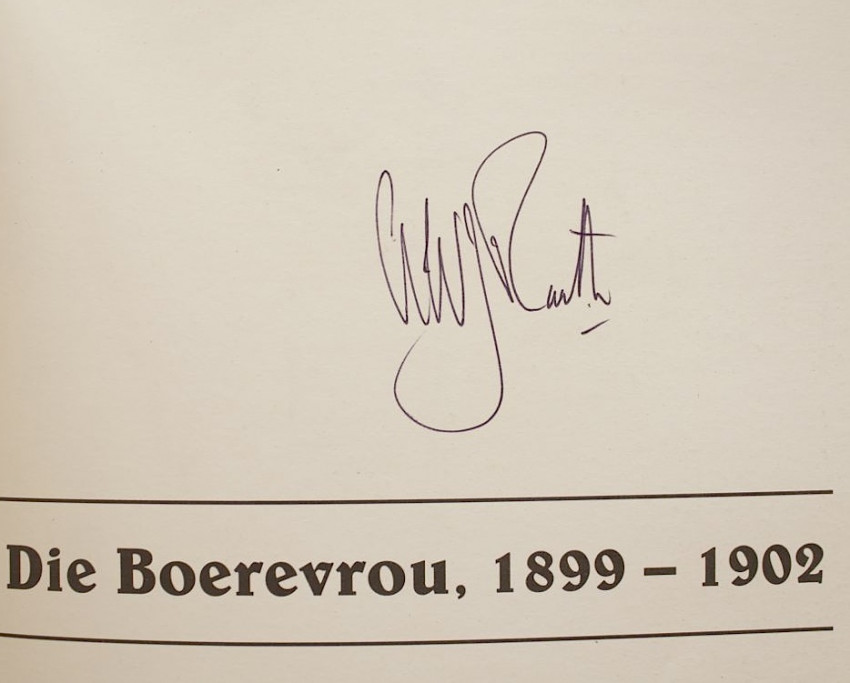 Die Boerevrou, 1899 – 1902